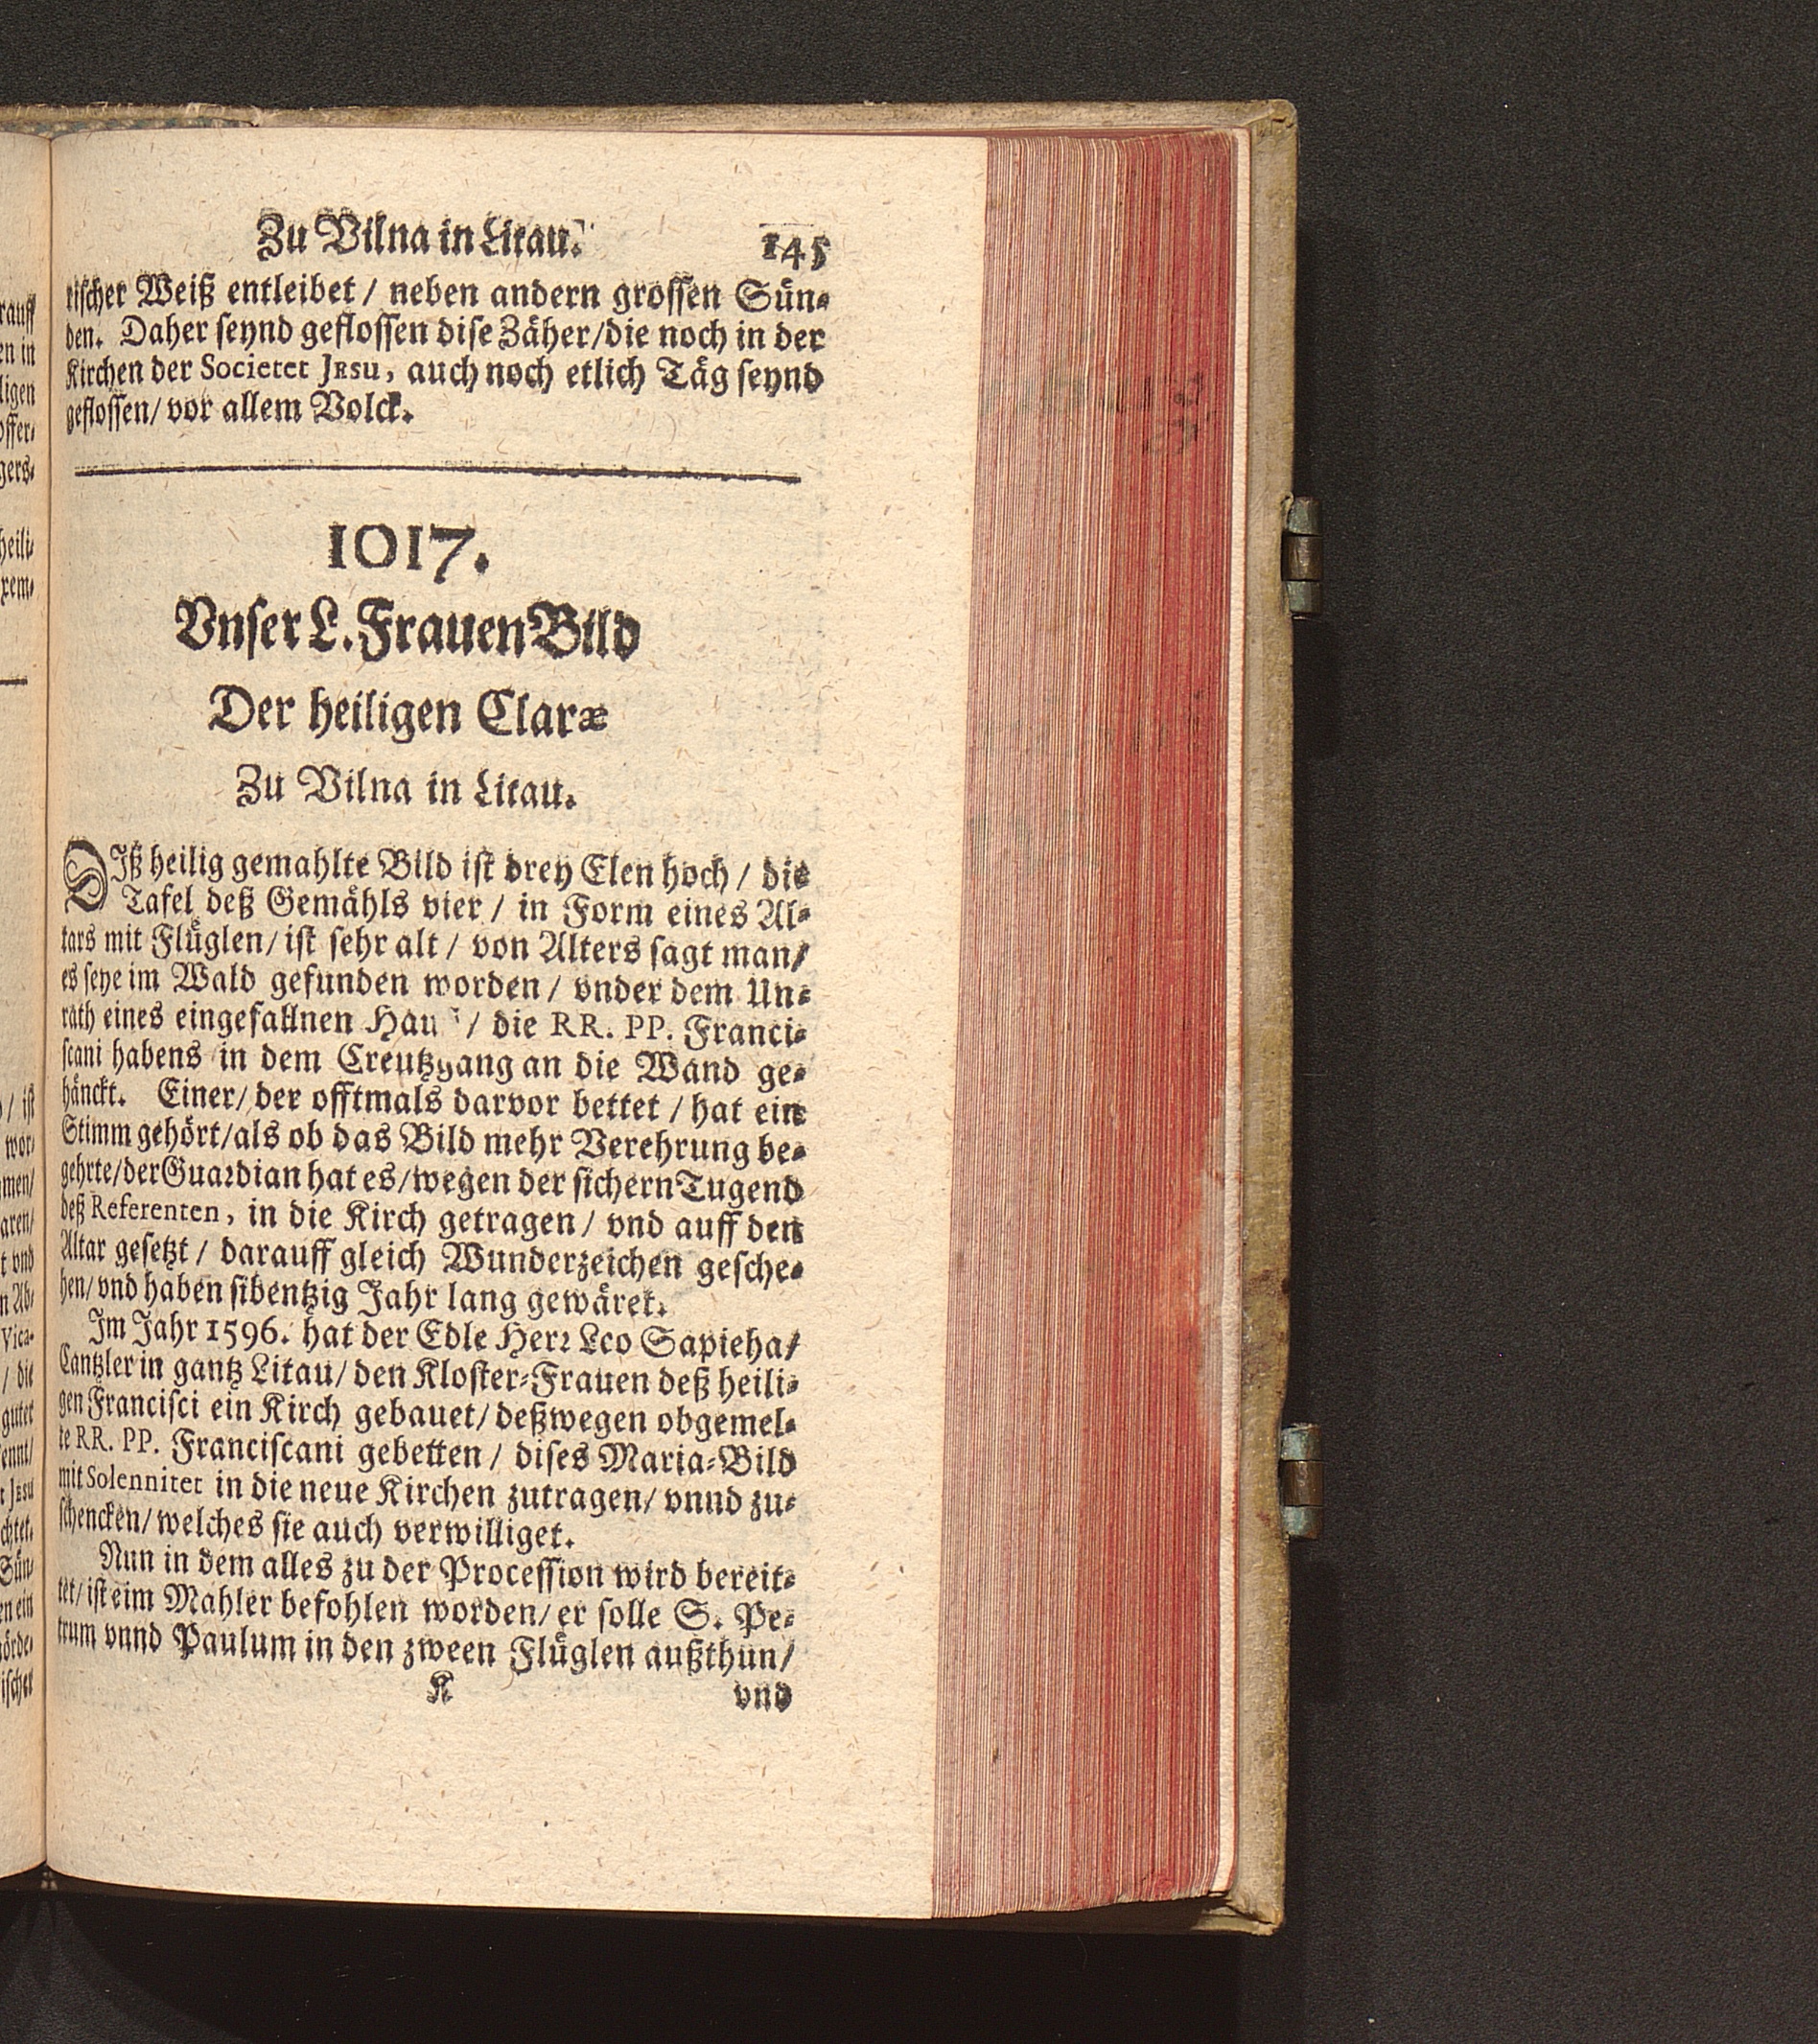 Zu Vilna in Litau. 145
rischer Weiß entleibet / neben andern grossen Sün-
den. Daher seynd geflossen dise Zäher/die noch in der
Kirchen der Societet JEsu, auch noch etlich Täg seynd
geflossen/ vor allem Volck.
1017.
Vnser L. Frauen Bild
Der heiligen Claræ
Zu Vilna in Litau.
DIß heilig gemahlte Bild ist drey Elen hoch / die
Tafel deß Gemähls vier / in Form eines Al-
tars mit Flüglen/ ist sehr alt / von Alters sagt man/
es seye im Wald gefunden worden / vnder dem Un-
rath eines eingefallnen / die RR. PP. Franci-
scani habens in dem Creutzgang an die Wand ge-
hänckt. Einer/ der offtmals darvor bettet / hat ein
Stimm gehört/als ob das Bild mehr Verehrung be-
gehrte/der Guardian hat es/wegen der sichern Tugend
deß Referenten, in die Kirch getragen / vnd auff den
Altar gesetzt / darauff gleich Wunderzeichen gesche-
hen/ vnd haben sibentzig Jahr lang gewäret.
Im Jahr 1596. hat der Edle Herr Leo Sapieha/
Cantzler in gantz Litau/ den Kloster-Frauen deß heili-
gen Francisci ein Kirch gebauet/ deßwegen obgemel-
te RR. PP. Franciscani gebetten / dises Maria-Bild
mit Solennitet in die neue Kirchen zutragen/ vnnd zu-
schencken/ welches sie auch verwilliget.
Nun in dem alles zu der Procession wird bereit-
tet/ ist eim Mahler befohlen worden/ er solle S. Pe-
trum vnnd Paulum in den zween Flüglen außthun/
K vnd